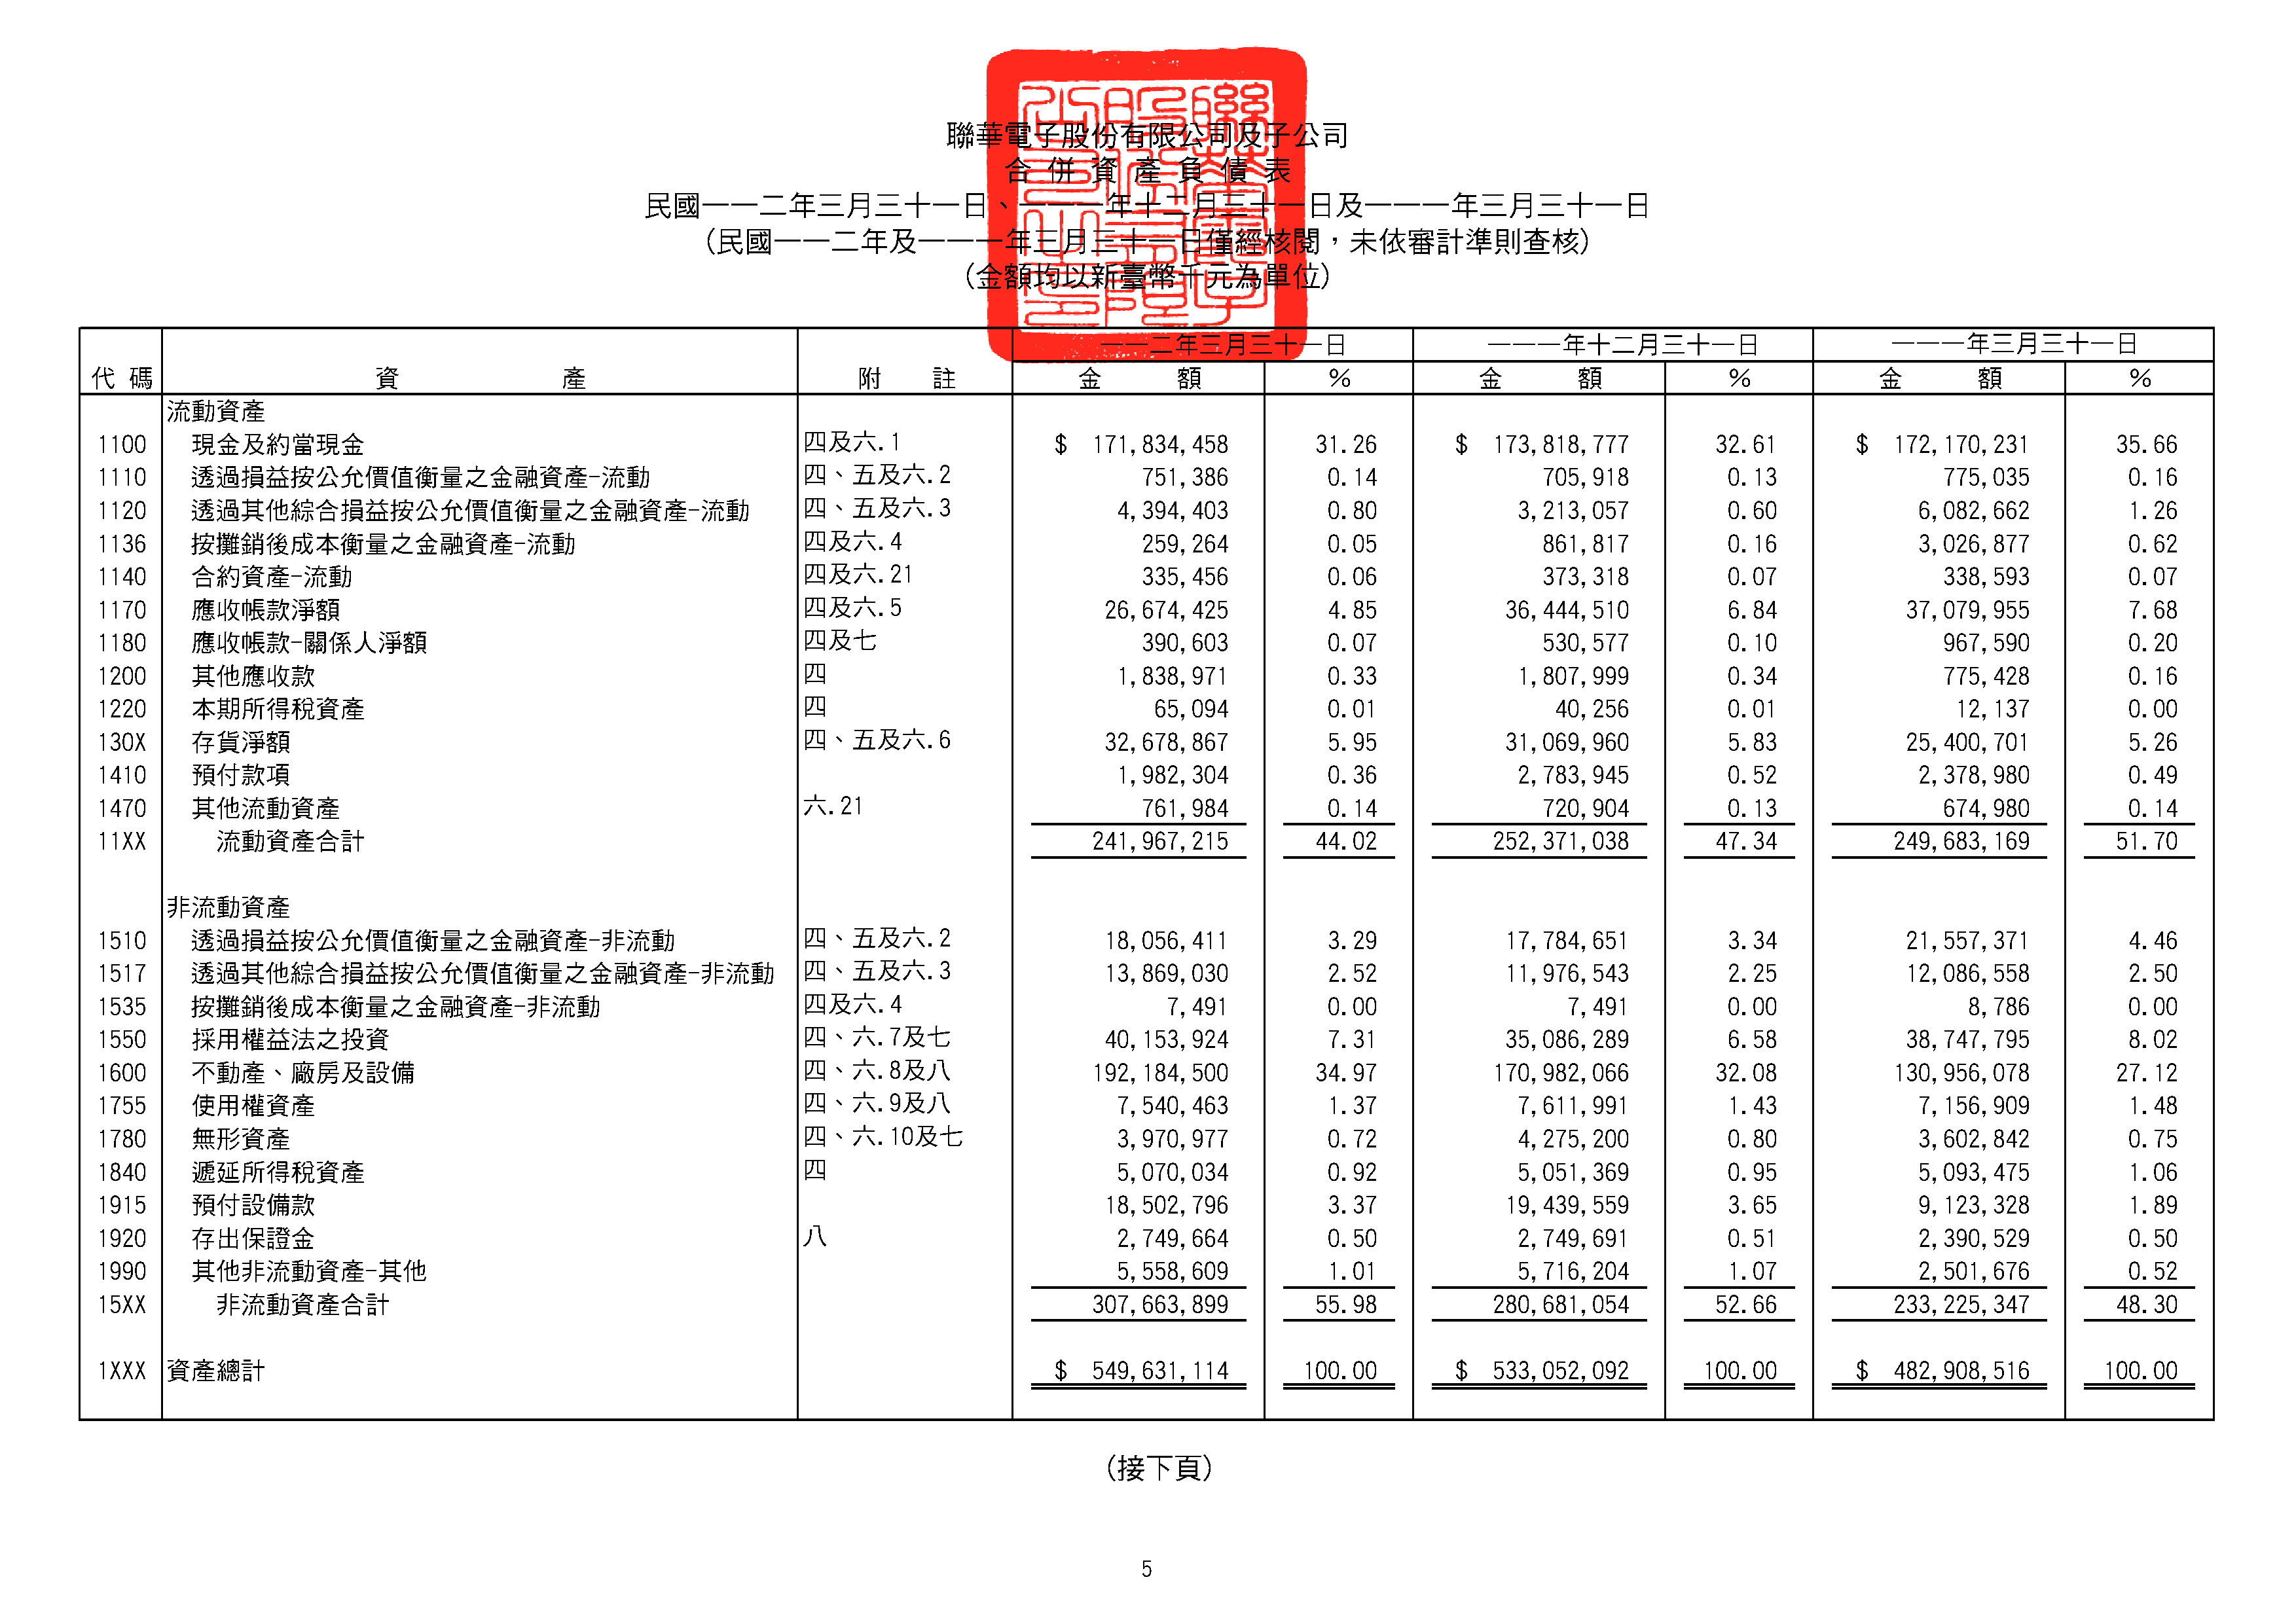 聯華電子股份有限公司及子公司
合併資產負債表
民國一一二年三月三十一日、一一一年十二月三十一日及一一一年三月三十一日
(民國一一二年及一一一年三月三十一日僅經核閱，未依審計準則查核)
(金額均以新臺幣千元為單位)
一一二年三月三十一日 一一一年十二月三十一日 一一一年三月三十一日
代碼 資產 附註 金額 % 金額 % 金額 %
流動資產
1100 現金及約當現金 四及六.1 $ 171,834,458 31.26 $ 173,818,777 32.61 $ 172,170,231 35.66
1110 透過損益按公允價值衡量之金融資產-流動 四、五及六.2 751,386 0.14 705,918 0.13 775,035 0.16
1120 透過其他綜合損益按公允價值衡量之金融資產-流動 四、五及六.3 4,394,403 0.80 3,213,057 0.60 6,082,662 1.26
1136 按攤銷後成本衡量之金融資產-流動 四及六.4 259,264 0.05 861,817 0.16 3,026,877 0.62
1140 合約資產-流動 四及六.21 335,456 0.06 373,318 0.07 338,593 0.07
1170 應收帳款淨額 四及六.5 26,674,425 4.85 36,444,510 6.84 37,079,955 7.68
1180 應收帳款-關係人淨額 四及七 390,603 0.07 530,577 0.10 967,590 0.20
1200 其他應收款 四 1,838,971 0.33 1,807,999 0.34 775,428 0.16
1220 本期所得稅資產 四 65,094 0.01 40,256 0.01 12,137 0.00
130X 存貨淨額 四、五及六.6 32,678,867 5.95 31,069,960 5.83 25,400,701 5.26
1410 預付款項 1,982,304 0.36 2,783,945 0.52 2,378,980 0.49
1470 其他流動資產 六.21 761,984 0.14 720,904 0.13 674,980 0.14
11XX 流動資產合計 241,967,215 44.02 252,371,038 47.34 249,683,169 51.70
非流動資產
1510 透過損益按公允價值衡量之金融資產-非流動 四、五及六.2 18,056,411 3.29 17,784,651 3.34 21,557,371 4.46
1517 透過其他綜合損益按公允價值衡量之金融資產-非流動 四、五及六.3 13,869,030 2.52 11,976,543 2.25 12,086,558 2.50
1535 按攤銷後成本衡量之金融資產-非流動 四及六.4 7,491 0.00 7,491 0.00 8,786 0.00
1550 採用權益法之投資 四、六.7及七 40,153,924 7.31 35,086,289 6.58 38,747,795 8.02
1600 不動產、廠房及設備 四、六.8及八 192,184,500 34.97 170,982,066 32.08 130,956,078 27.12
1755 使用權資產 四、六.9及八 7,540,463 1.37 7,611,991 1.43 7,156,909 1.48
1780 無形資產 四、六.10及七 3,970,977 0.72 4,275,200 0.80 3,602,842 0.75
1840 遞延所得稅資產 四 5,070,034 0.92 5,051,369 0.95 5,093,475 1.06
1915 預付設備款 18,502,796 3.37 19,439,559 3.65 9,123,328 1.89
1920 存出保證金 八 2,749,664 0.50 2,749,691 0.51 2,390,529 0.50
1990 其他非流動資產-其他 5,558,609 1.01 5,716,204 1.07 2,501,676 0.52
15XX 非流動資產合計 307,663,899 55.98 280,681,054 52.66 233,225,347 48.30
1XXX 資產總計 $ 549,631,114 100.00 $ 533,052,092 100.00 $ 482,908,516 100.00
(接下頁)
5